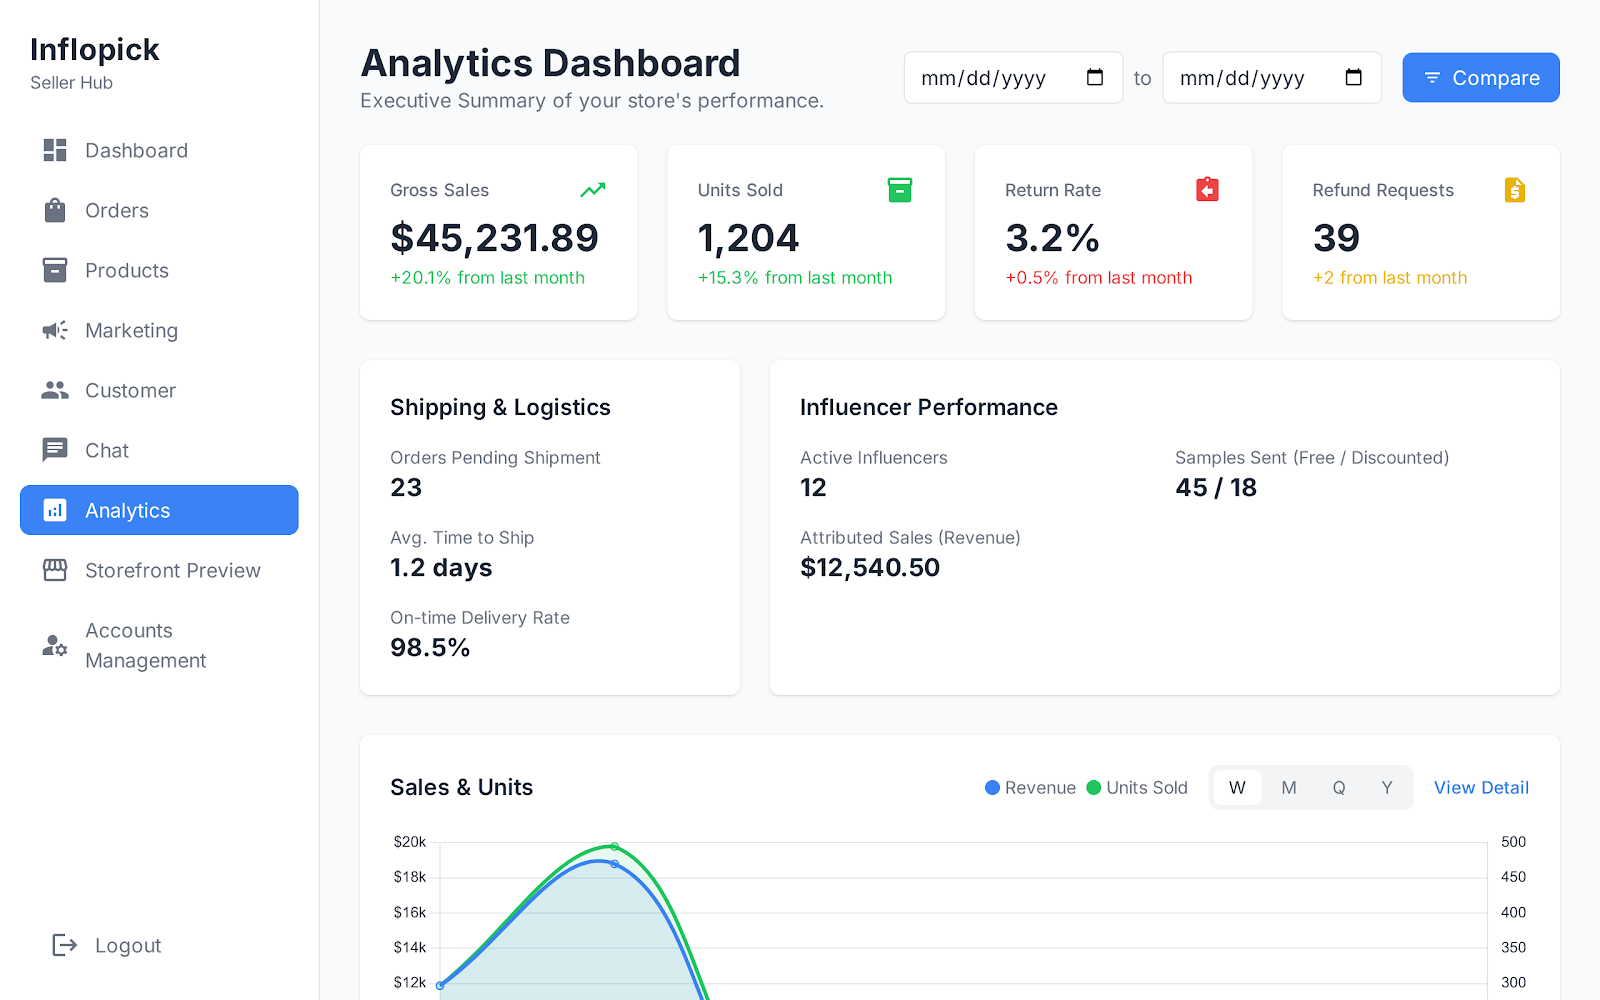 Inflopick
Seller Hub
Dashboard
Orders
Products
Marketing
Customer
Chat
Analytics
Storefront Preview
Accounts
Management
Logout
Analytics Dashboard
Executive Summary of your store's performance.
mm/dd/yyyy to mm/dd/yyyy Compare
Gross Sales
$45,231.89
+20.1% from last month
Units Sold
1,204
+15.3% from last month
Return Rate
3.2%
+0.5% from last month
Refund Requests
39
+2 from last month
Shipping & Logistics
Orders Pending Shipment
23
Avg. Time to Ship
1.2 days
On-time Delivery Rate
98.5%
Influencer Performance
Active Influencers
12
Samples Sent (Free / Discounted)
45 / 18
Attributed Sales (Revenue)
$12,540.50
Sales & Units
Revenue Units Sold W M Q Y View Detail
$20k 500
$18k 450
$16k 400
$14k 350
$12k 300